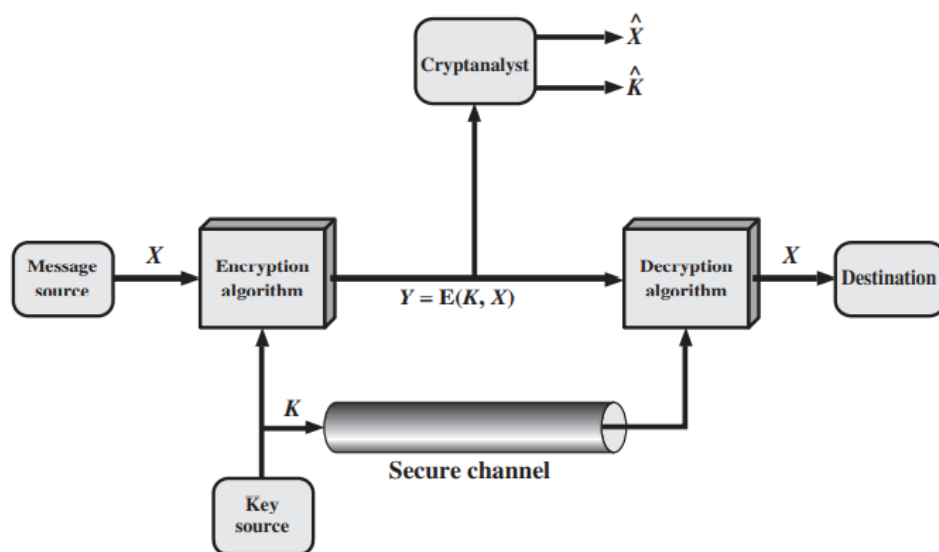 X̂
Cryptanalyst
K̂
Message
source
X
Encryption
algorithm
Y = E(K, X)
Decryption
algorithm
X
Destination
K
Secure channel
Key
source